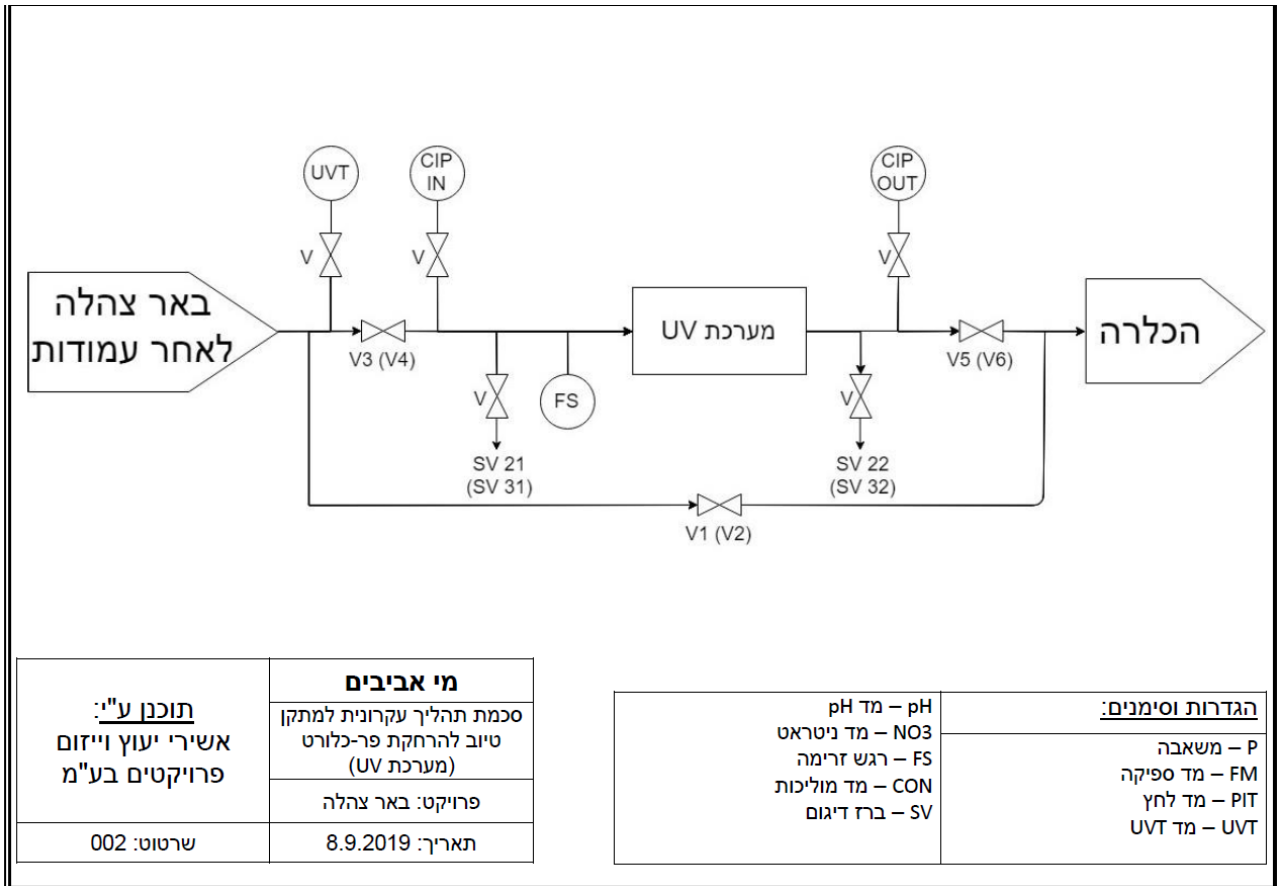 UVT
CIP
IN
CIP
OUT
V
V
V
באר צהלה
לאחר עמודות
V3 (V4)
מערכת UV
V5 (V6)
הכלרה
V
FS
V
SV 21
(SV 31)
SV 22
(SV 32)
V1 (V2)
מי אביבים
סכמת תהליך עקרונית למתקן
טיוב להרחקת פר-כלורט
(מערכת UV)
פרויקט: באר צהלה
תאריך: 8.9.2019
תוכנן ע"י:
אשירי יעוץ וייזום
פרויקטים בע"מ
שרטוט: 002
הגדרות וסימנים:
P – משאבה
FM – מד ספיקה
PIT – מד לחץ
UVT – מד UVT
pH – מד pH
NO3 – מד ניטראט
FS – רגש זרימה
CON – מד מוליכות
SV – ברז דיגום